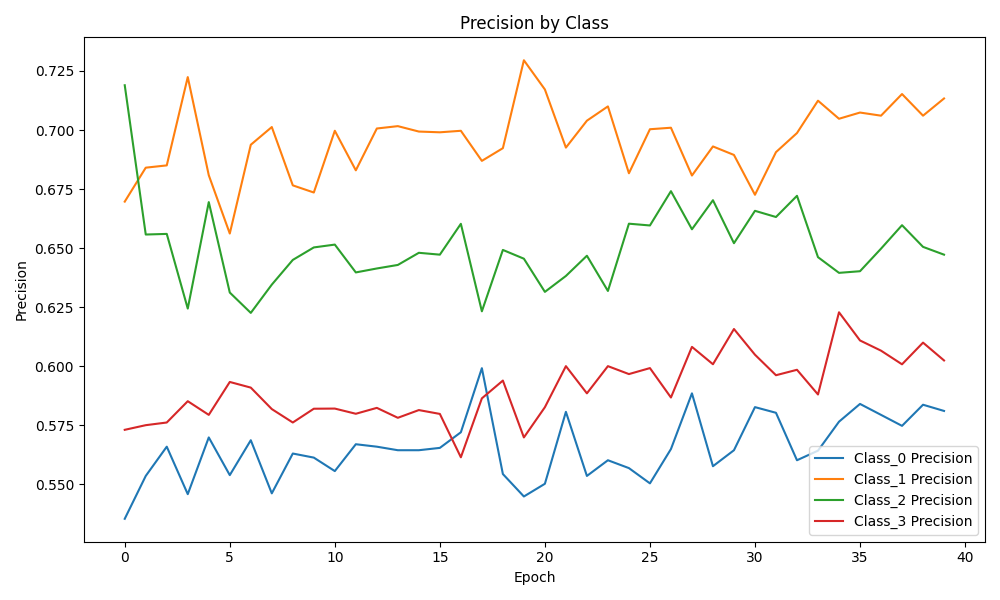 Precision by Class
Precision
0.725
0.700
0.675
0.650
0.625
0.600
0.575
0.550
0 5 10 15 20 25 30 35 40
Epoch
Class_0 Precision
Class_1 Precision
Class_2 Precision
Class_3 Precision